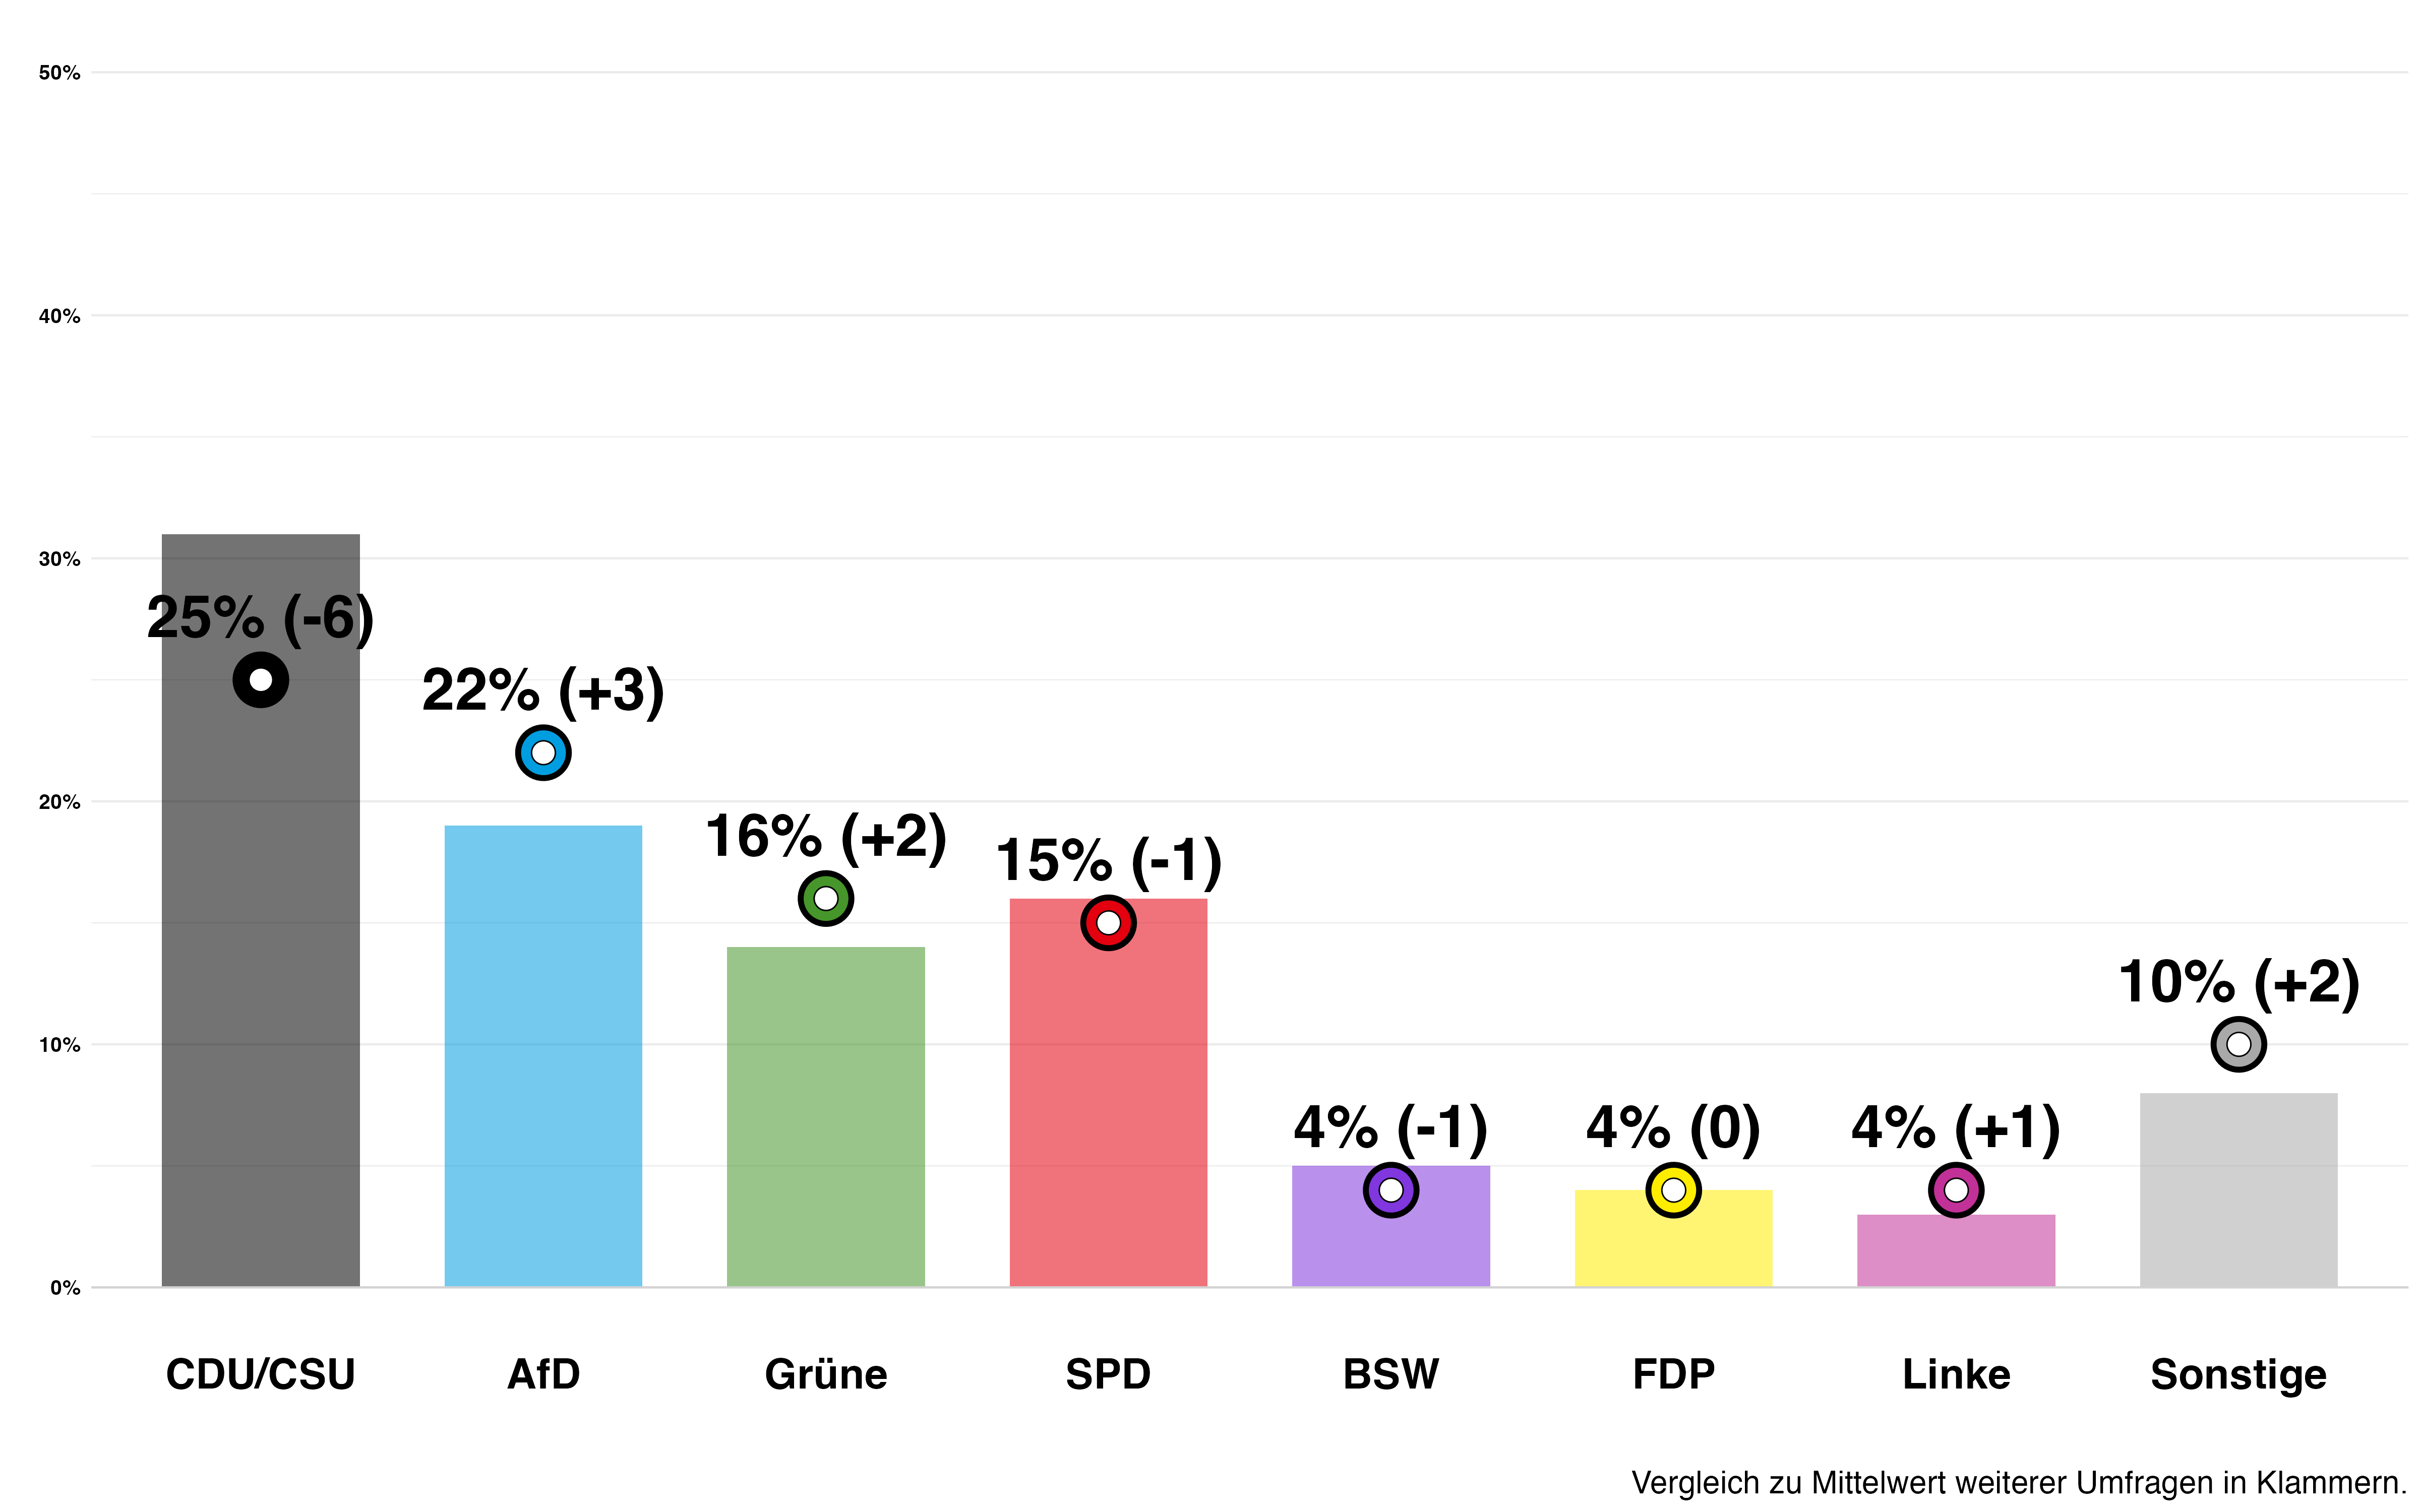 50%
40%
30%
20%
10%
0%
25% (-6)
22% (+3)
16% (+2)
15% (-1)
4% (-1)
4% (0)
4% (+1)
10% (+2)
CDU/CSU
AfD
Grüne
SPD
BSW
FDP
Linke
Sonstige
Vergleich zu Mittelwert weiterer Umfragen in Klammern.